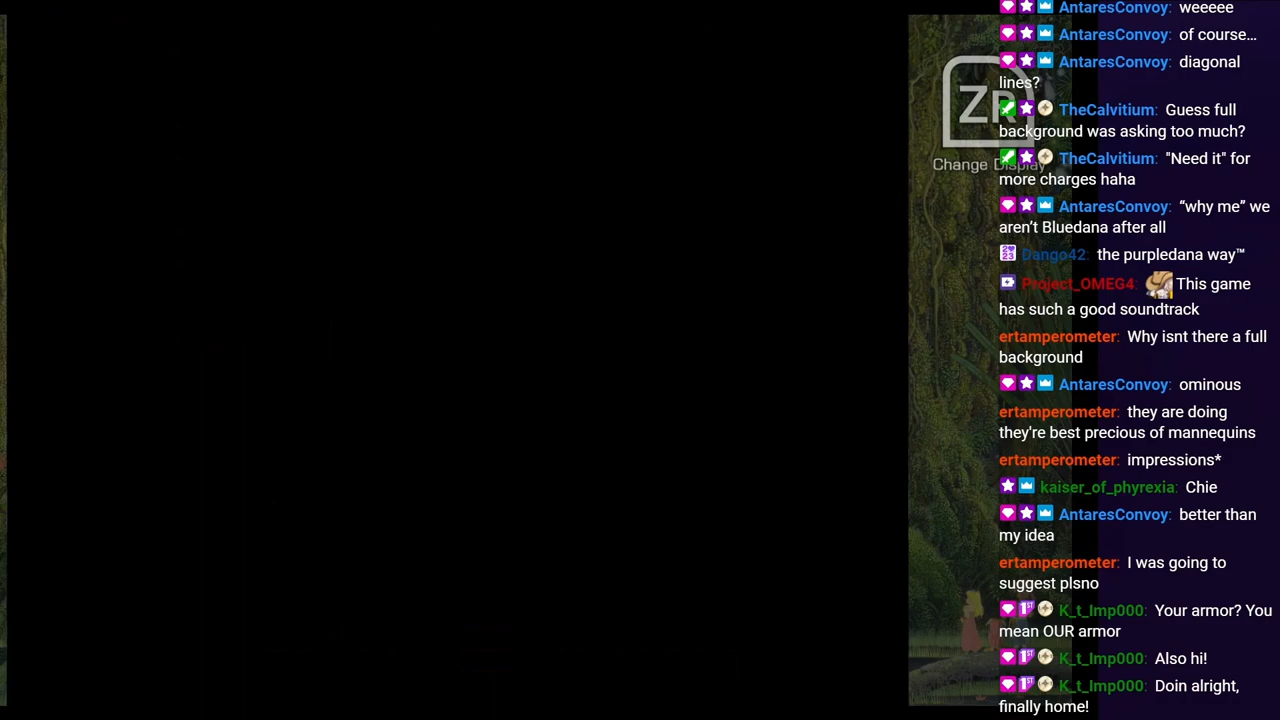 AntaresConvoy: weeeee
AntaresConvoy: of course…
AntaresConvoy: diagonal
lines?
ZR
Change Display
TheCalvitium: Guess full
background was asking too much?
TheCalvitium: "Need it" for
more charges haha
AntaresConvoy: “why me” we
aren’t Bluedana after all
Dango42: the purpledana way™
Project_OMEG4: This game
has such a good soundtrack
ertamperometer: Why isnt there a full
background
AntaresConvoy: ominous
ertamperometer: they are doing
they're best precious of mannequins
ertamperometer: impressions*
kaiser_of_phyrexia: Chie
AntaresConvoy: better than
my idea
ertamperometer: I was going to
suggest plsno
K_t_Imp000: Your armor? You
mean OUR armor
K_t_Imp000: Also hi!
K_t_Imp000: Doin alright,
finally home!